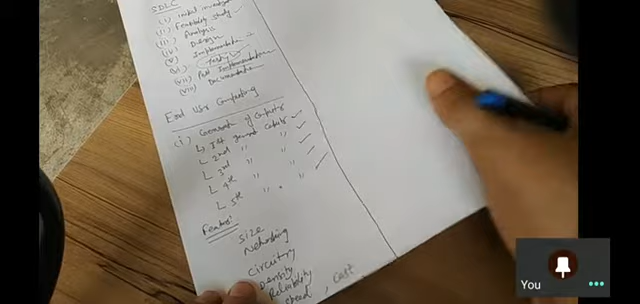 SDLC
(i) Initial investigation
(ii) Feasibility study
(iii) Analysis
(iv) Design
(v) Implementation
(vi) Testing
(vii) Post Implementation
(viii) Documentation
End User Computing
(i) Generation of Computers
L 1st generat
L 2nd " "
L 3rd " "
L 4th " "
L 5th " "
Features:
Size
Networking
Circuitry
Density
Reliability
Speed, Cost
You